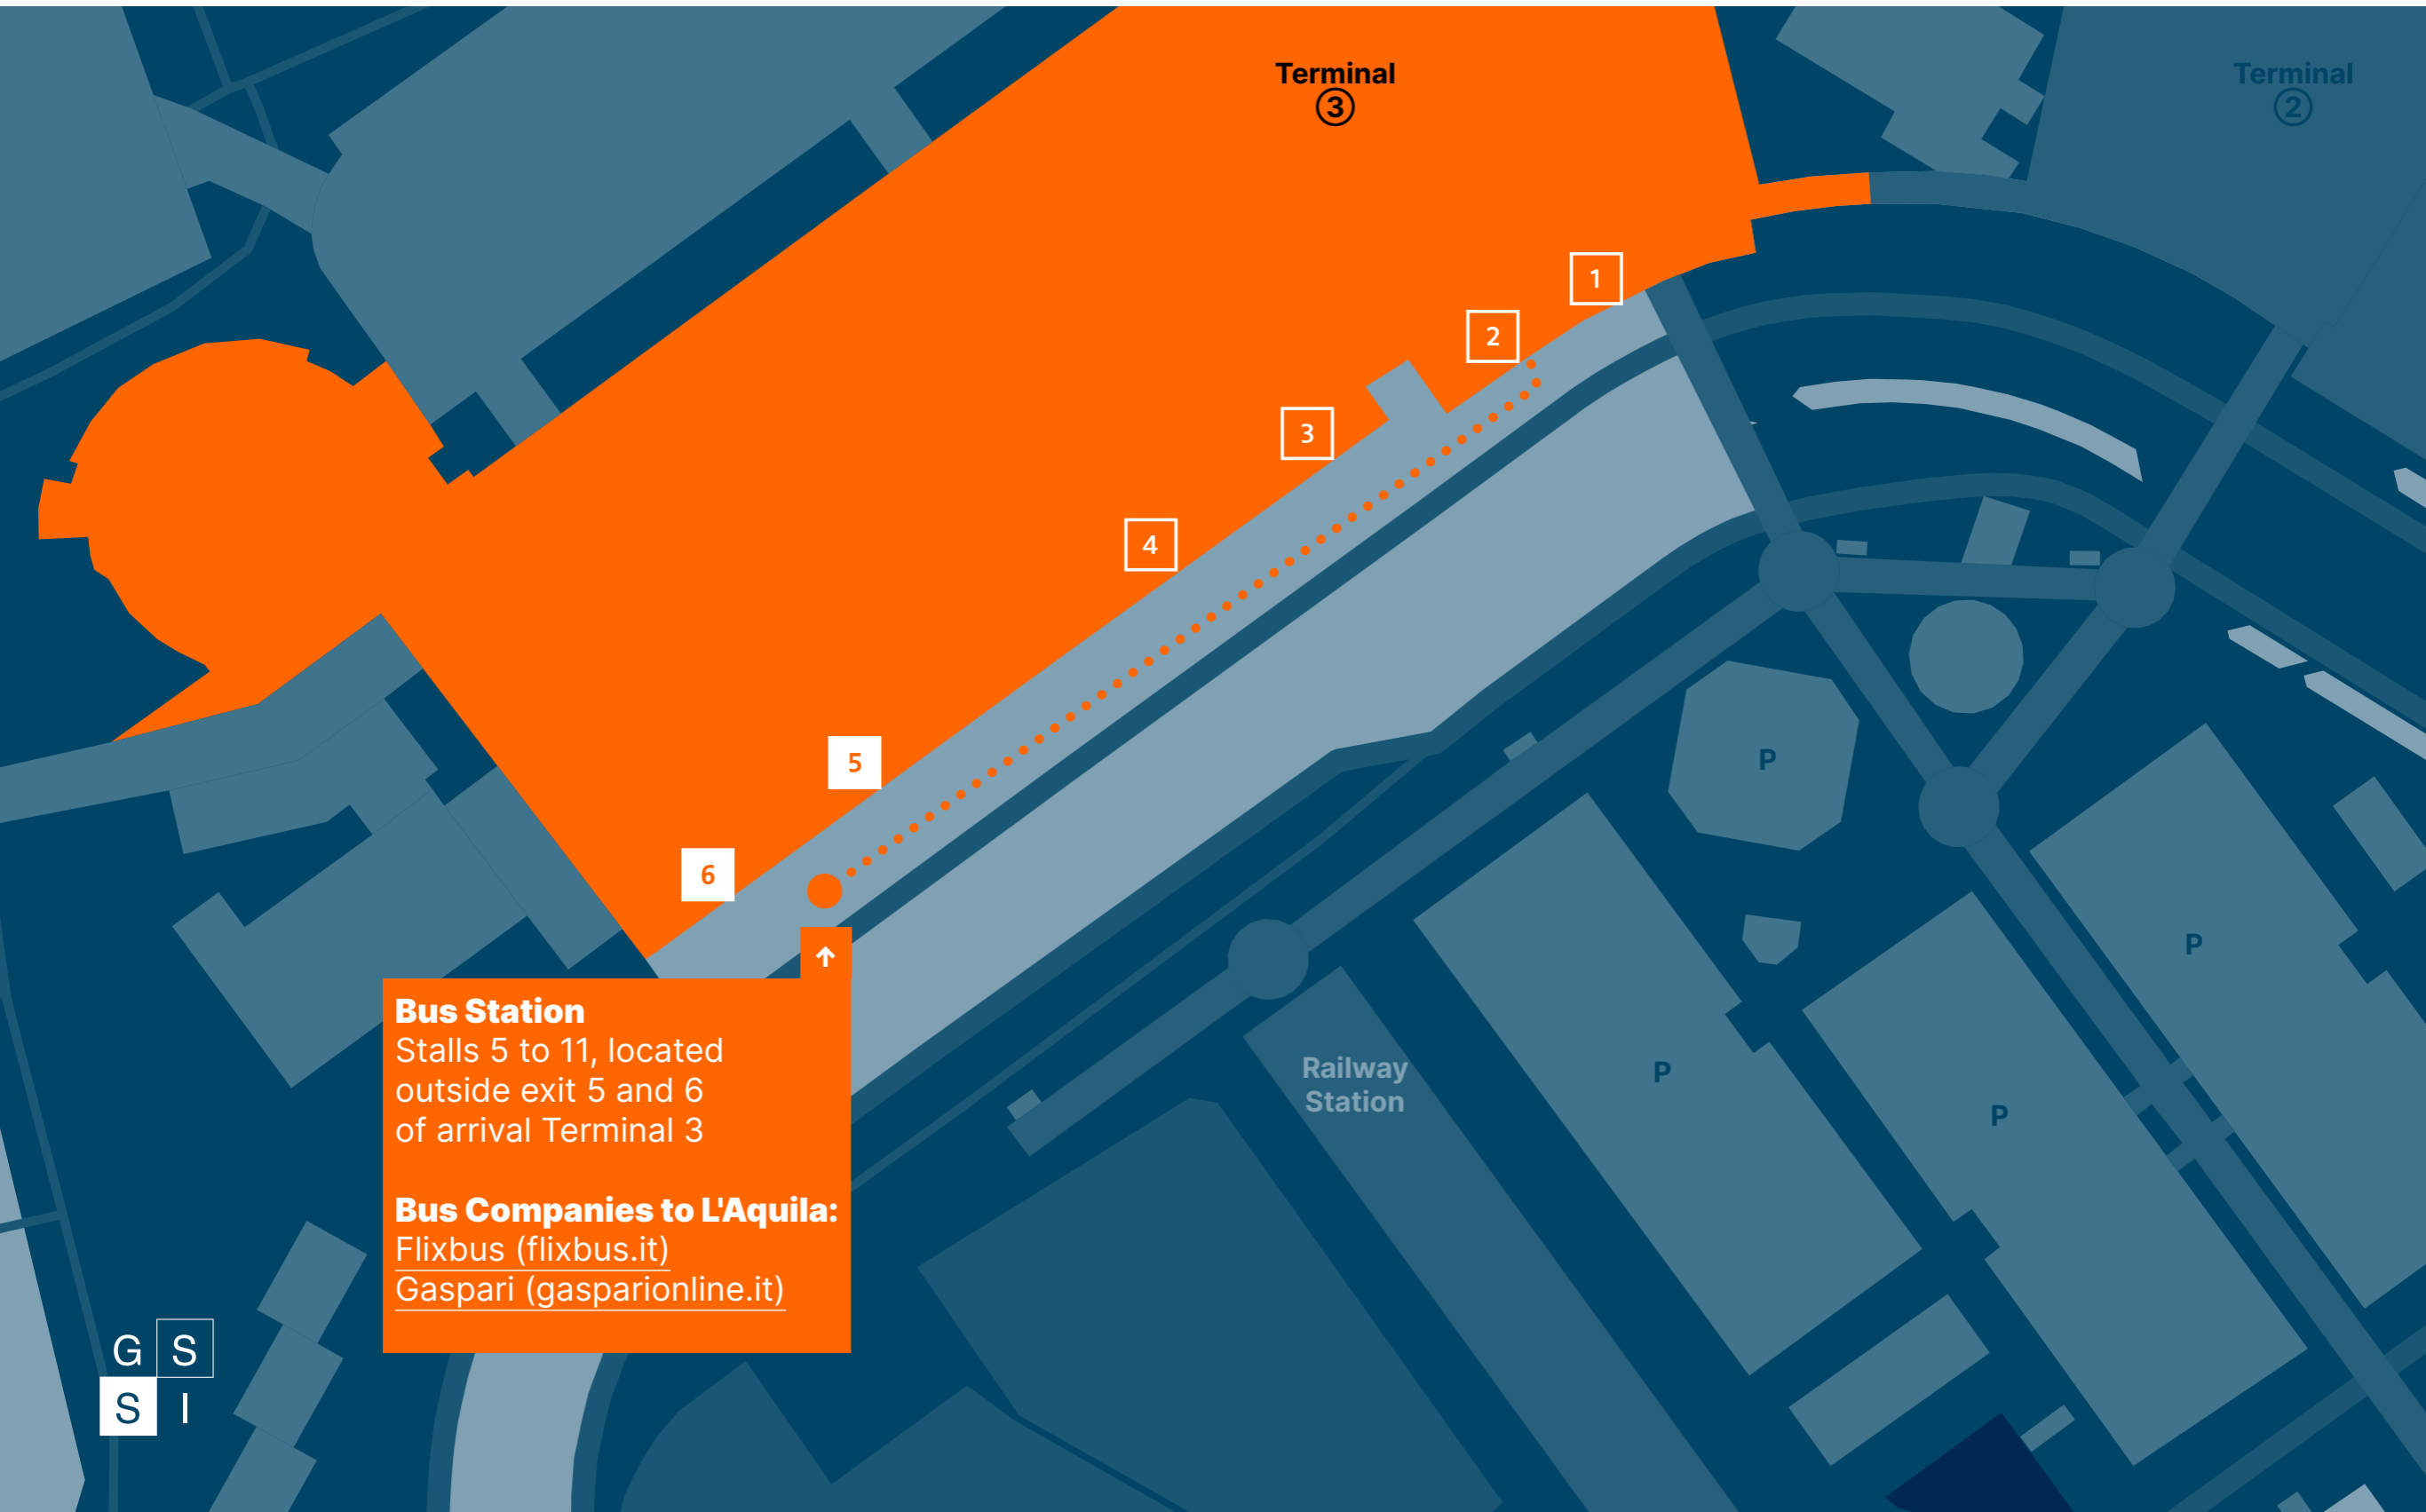 Terminal
3
Terminal
2
1
2
3
4
5
6
P
P
P
P
Railway
Station
Bus Station
Stalls 5 to 11, located
outside exit 5 and 6
of arrival Terminal 3
Bus Companies to L'Aquila:
Flixbus (flixbus.it)
Gaspari (gasparionline.it)
G S
S I